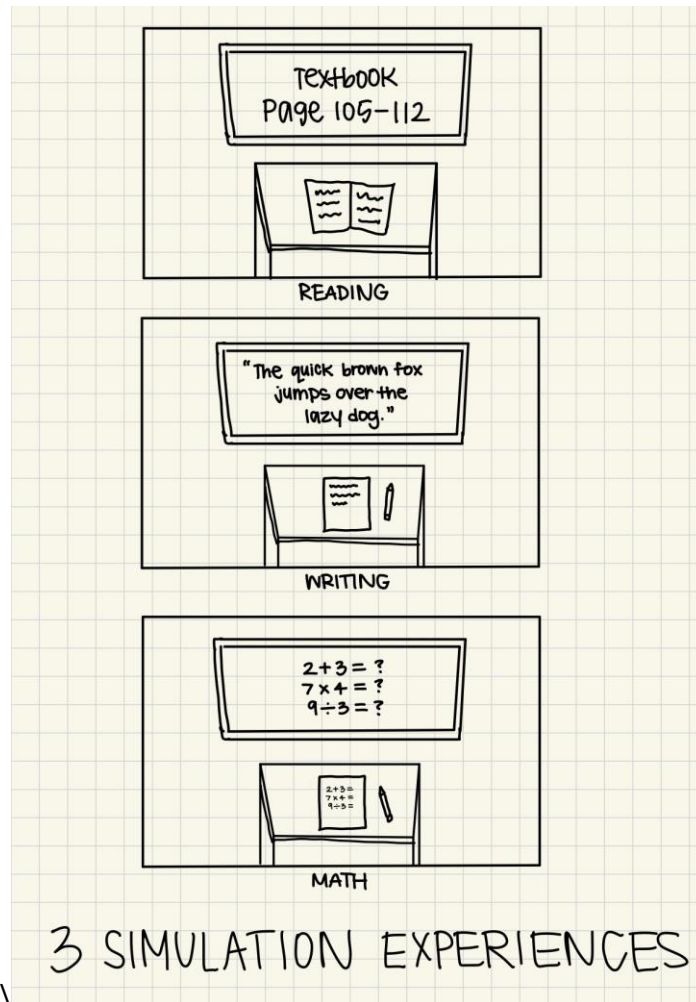 Textbook
Page 105-112
READING
"The quick brown fox
jumps over the
lazy dog."
WRITING
2+3=?
7×4=?
9÷3=?
2+3=
7×4=
9÷3=
MATH
3 SIMULATION EXPERIENCES
\